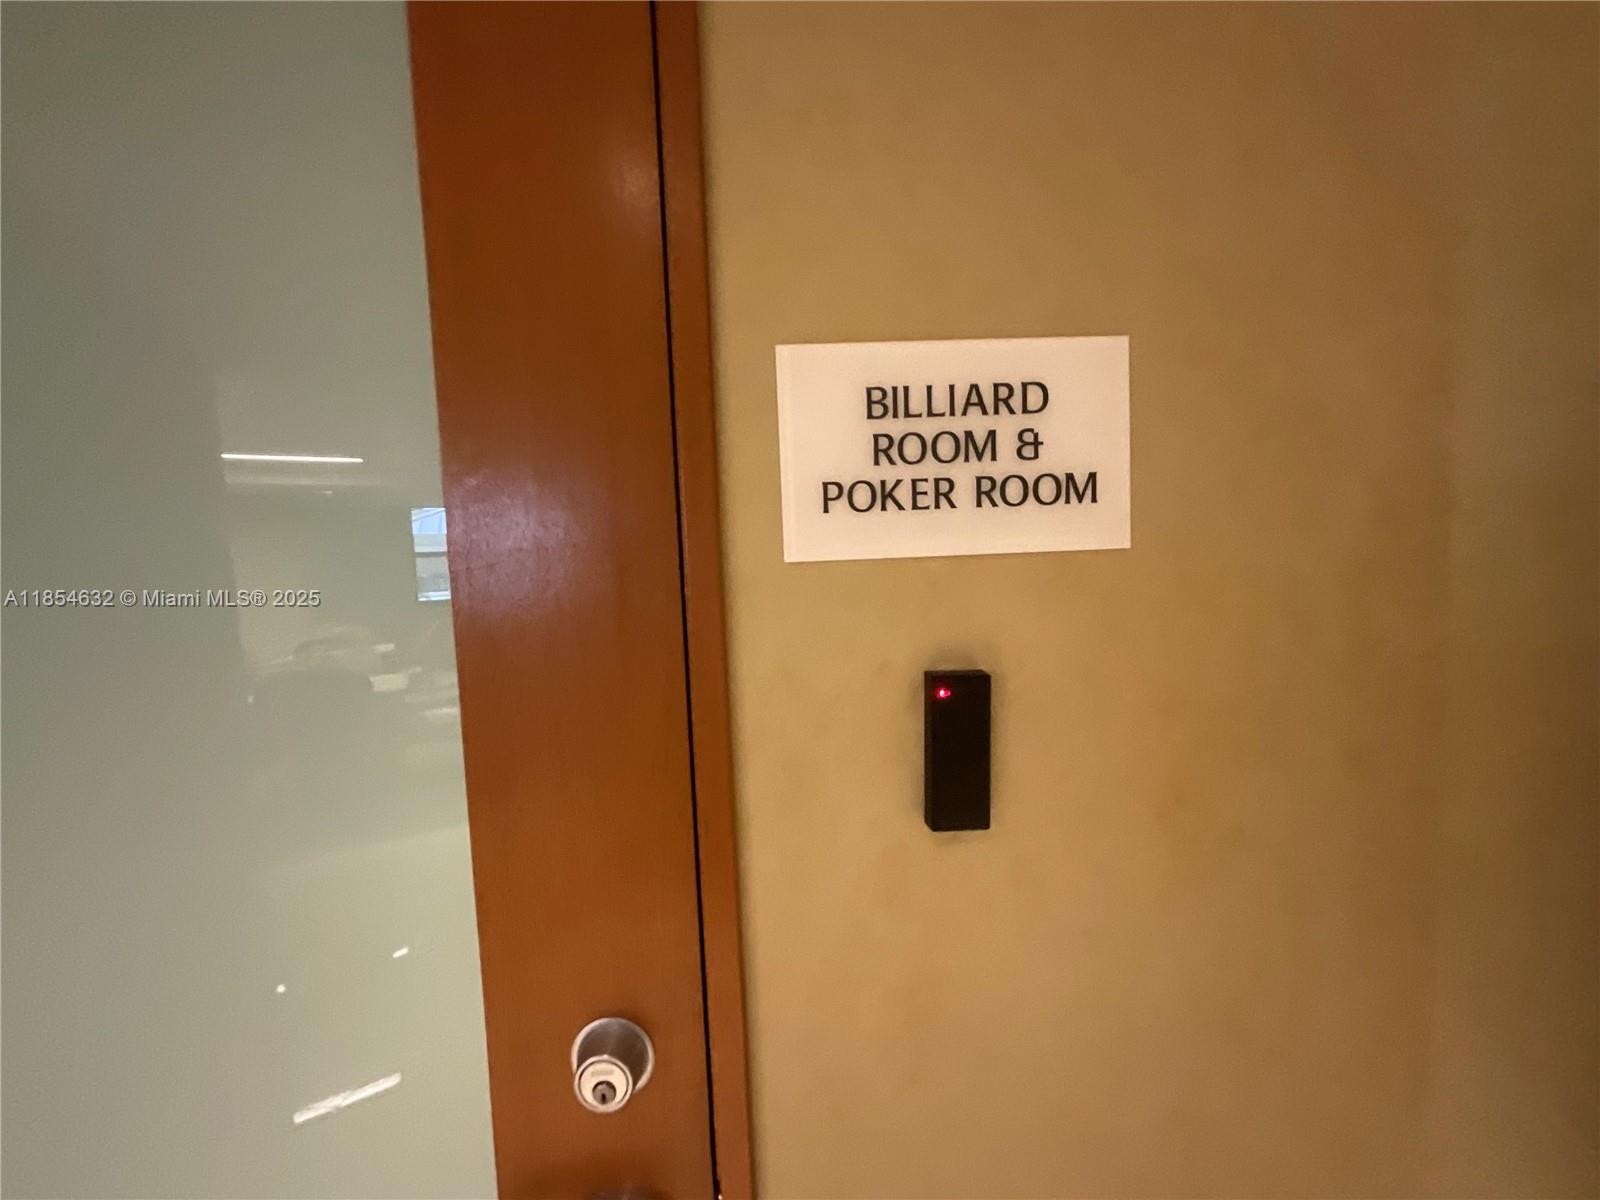 BILLIARD
ROOM &
POKER ROOM
A11854632 © Miami MLS® 2025